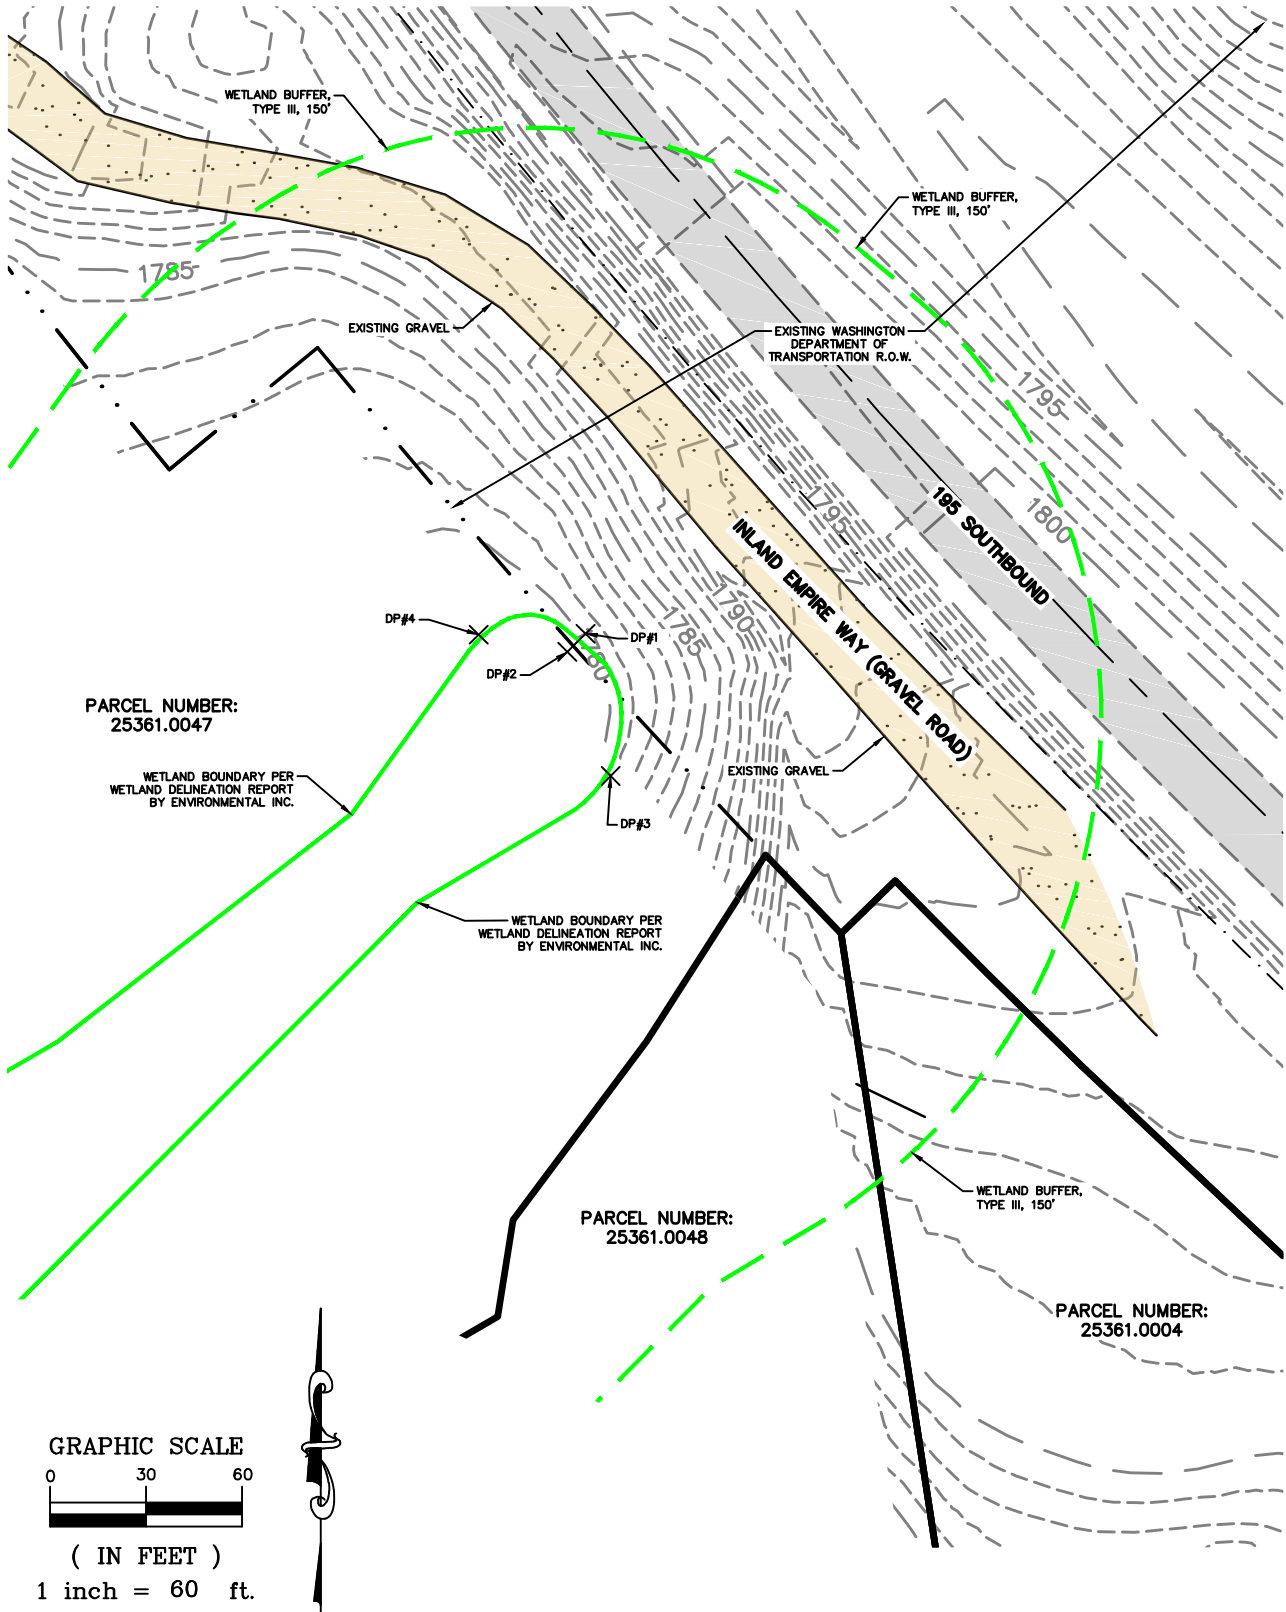 WETLAND BUFFER,
TYPE III, 150'
WETLAND BUFFER,
TYPE III, 150'
1785
EXISTING GRAVEL
EXISTING WASHINGTON
DEPARTMENT OF
TRANSPORTATION R.O.W.
1795
1795
1800
195 SOUTHBOUND
INLAND EMPIRE WAY (GRAVEL ROAD)
1790
1785
1780
DP#4
DP#1
DP#2
PARCEL NUMBER:
25361.0047
WETLAND BOUNDARY PER
WETLAND DELINEATION REPORT
BY ENVIRONMENTAL INC.
EXISTING GRAVEL
DP#3
WETLAND BOUNDARY PER
WETLAND DELINEATION REPORT
BY ENVIRONMENTAL INC.
WETLAND BUFFER,
TYPE III, 150'
PARCEL NUMBER:
25361.0048
PARCEL NUMBER:
25361.0004
GRAPHIC SCALE
0 30 60
( IN FEET )
1 inch = 60 ft.